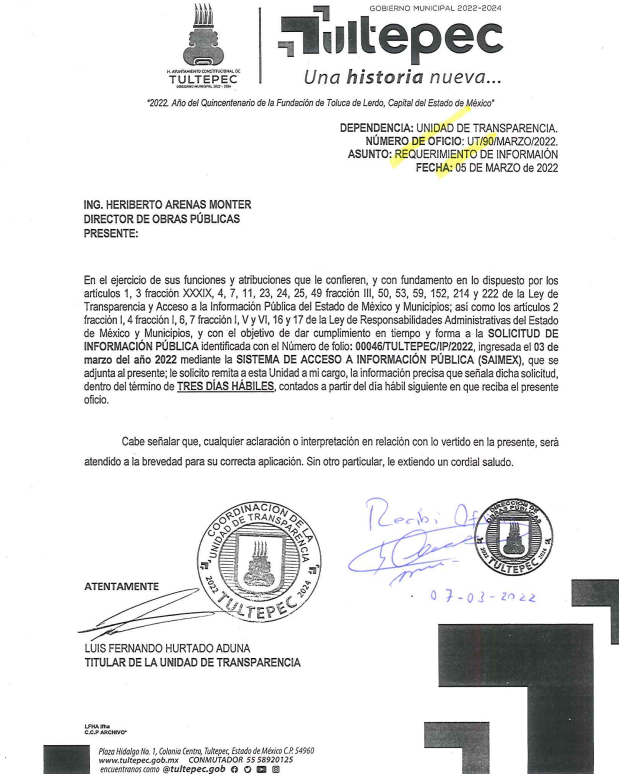 GOBIERNO MUNICIPAL 2022-2024
H. AYUNTAMIENTO CONSTITUCIONAL DE
TULTEPEC
GOBIERNO MUNICIPAL 2022 - 2024
Tultepec
Una historia nueva...
"2022. Año del Quincentenario de la Fundación de Toluca de Lerdo, Capital del Estado de México"
DEPENDENCIA: UNIDAD DE TRANSPARENCIA.
NÚMERO DE OFICIO: UT/90/MARZO/2022.
ASUNTO: REQUERIMIENTO DE INFORMAIÓN
FECHA: 05 DE MARZO de 2022
ING. HERIBERTO ARENAS MONTER
DIRECTOR DE OBRAS PÚBLICAS
PRESENTE:
En el ejercicio de sus funciones y atribuciones que le confieren, y con fundamento en lo dispuesto por los
artículos 1, 3 fracción XXXIX, 4, 7, 11, 23, 24, 25, 49 fracción III, 50, 53, 59, 152, 214 y 222 de la Ley de
Transparencia y Acceso a la Información Pública del Estado de México y Municipios; así como los artículos 2
fracción I, 4 fracción I, 6, 7 fracción I, V y VI, 16 y 17 de la Ley de Responsabilidades Administrativas del Estado
de México y Municipios, y con el objetivo de dar cumplimiento en tiempo y forma a la SOLICITUD DE
INFORMACIÓN PÚBLICA identificada con el Número de folio: 00046/TULTEPEC/IP/2022, ingresada el 03 de
marzo del año 2022 mediante la SISTEMA DE ACCESO A INFORMACIÓN PÚBLICA (SAIMEX), que se
adjunta al presente; le solicito remita a esta Unidad a mi cargo, la información precisa que señala dicha solicitud,
dentro del término de TRES DÍAS HÁBILES, contados a partir del día hábil siguiente en que reciba el presente
oficio.
Cabe señalar que, cualquier aclaración o interpretación en relación con lo vertido en la presente, será
atendido a la brevedad para su correcta aplicación. Sin otro particular, le extiendo un cordial saludo.
COORDINACIÓN DE LA
UNIDAD DE TRANSPARENCIA
2022 TULTEPEC 2024
Recibi
DIRECCIÓN DE
OBRAS PÚBLICAS
2022 TULTEPEC 2024
07-03-2022
ATENTAMENTE
LUIS FERNANDO HURTADO ADUNA
TITULAR DE LA UNIDAD DE TRANSPARENCIA
LFHA lfha
C.C.P ARCHIVO*
Plaza Hidalgo No. 1, Colonia Centro, Tultepec, Estado de México C.P. 54960
www.tultepec.gob.mx CONMUTADOR 55 58920125
encuentranos como @tultepec.gob